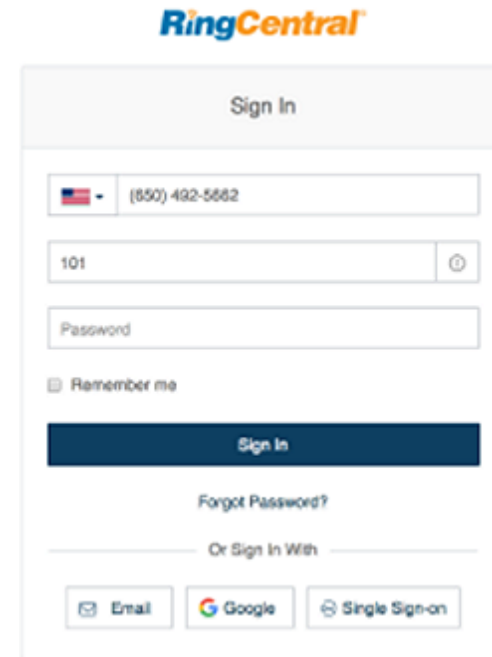 RingCentral
Sign In
(650) 492-5662
101
Password
Remember me
Sign In
Forgot Password?
Or Sign In With
Email
Google
Single Sign-on